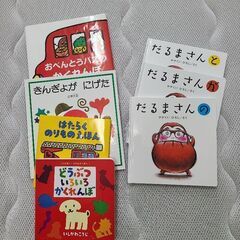 おべんとうバスの
かくれんぼ
きんぎょが にげた
はたらく
のりものえほん
どうぶつ
いろいろ
かくれんぼ
いしかわこうじ
だるまさんと
だるまさんが
だるまさんの